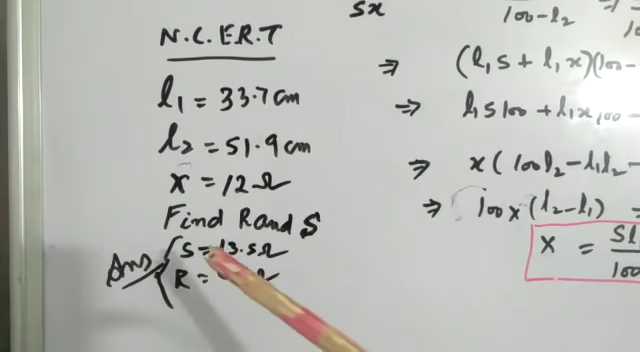 N.C.E.R.T
l₁ = 33.7 cm
l₂ = 51.9 cm
x = 12 Ω
Find R and S
Ans S = 13.5 Ω
R = Ω
Sx
100 - l₂
(l₁S + l₁x)(100 -
⇒ l₁S100 + l₁x100 -
⇒ x(100l₂ - l₁l₂ -
⇒ 100x(l₂ - l₁) =
x = Sl
100